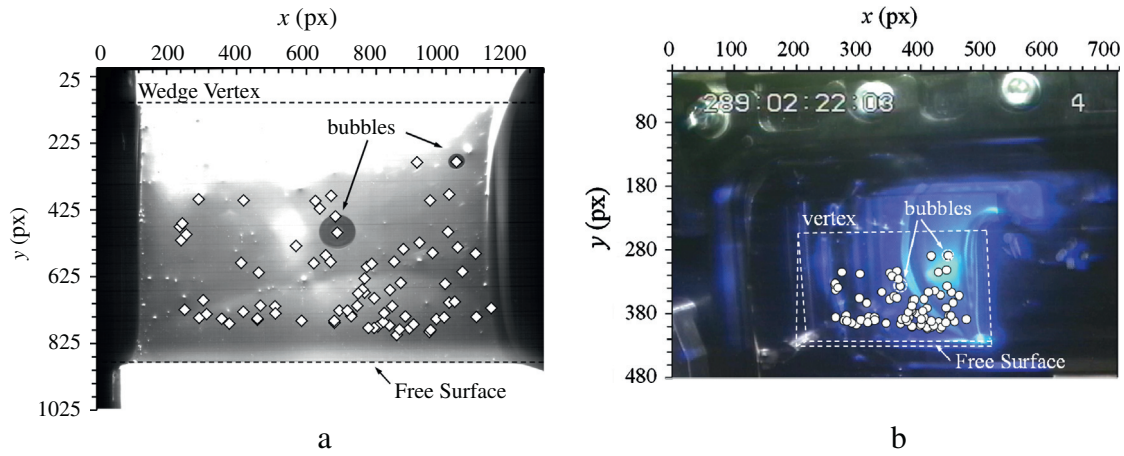 x (px)
0 200 400 600 800 1000 1200
25
225
425
625
825
1025
y (px)
Wedge Vertex
bubbles
Free Surface
a
x (px)
0 100 200 300 400 500 600 700
80
180
280
380
480
y (px)
289:02:22:03
4
vertex
bubbles
Free Surface
b